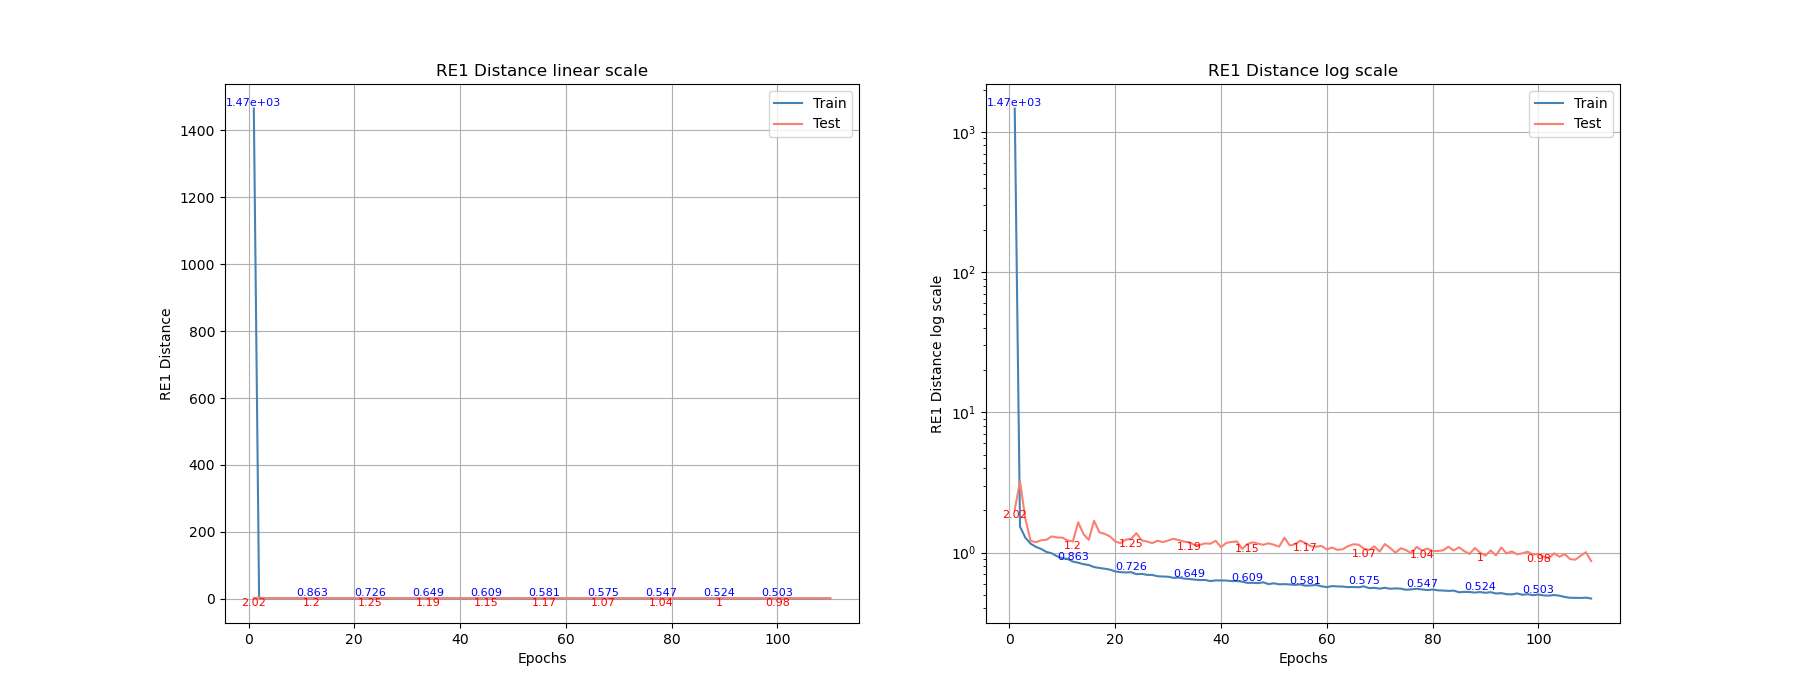 RE1 Distance linear scale
1.47e+03
Train
Test
1400
1200
1000
800
600
400
200
0
RE1 Distance
0.863 0.726 0.649 0.609 0.581 0.575 0.547 0.524 0.503
2.02 1.2 1.25 1.19 1.15 1.17 1.07 1.04 1 0.98
0 20 40 60 80 100
Epochs
RE1 Distance log scale
1.47e+03
Train
Test
10³
10²
10¹
10⁰
RE1 Distance log scale
2.02 1.2 1.25 1.19 1.15 1.17 1.07 1.04 1 0.98
0.863 0.726 0.649 0.609 0.581 0.575 0.547 0.524 0.503
0 20 40 60 80 100
Epochs